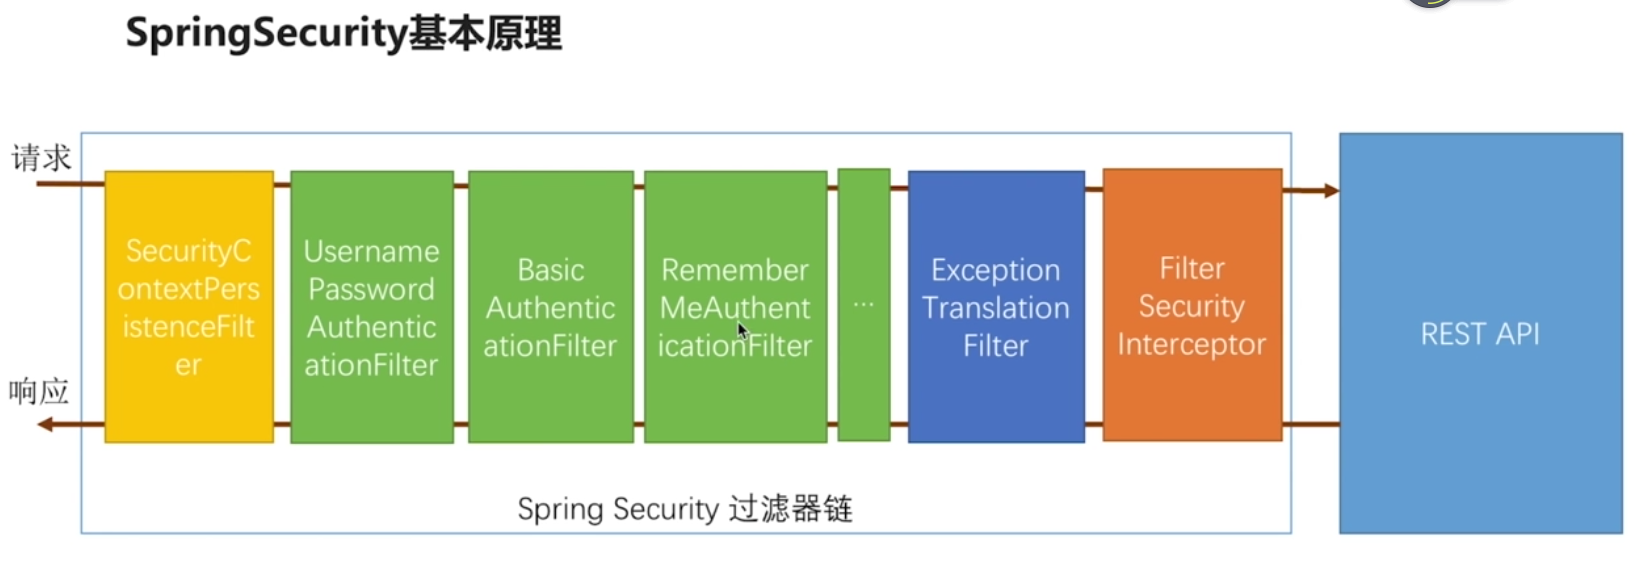 SpringSecurity基本原理
请求
SecurityC
ontextPers
istenceFilt
er
Username
Password
Authentic
ationFilter
Basic
Authentic
ationFilter
Remember
MeAuthent
icationFilter
...
Exception
Translation
Filter
Filter
Security
Interceptor
REST API
响应
Spring Security 过滤器链